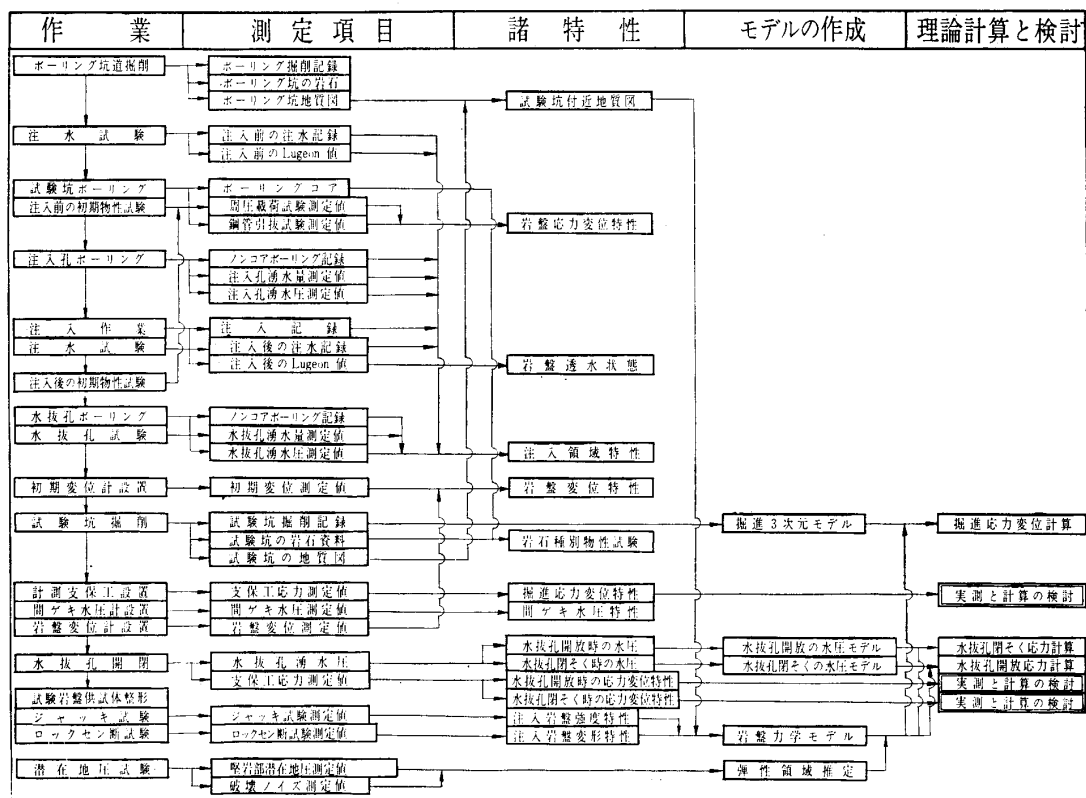 作業 測定項目 諸特性 モデルの作成 理論計算と検討
ボーリング坑道掘削 ボーリング掘削記録
ボーリング坑の岩石
ボーリング坑地質図 試験坑付近地質図
注水試験 注入前の注水記録
注入前のLugeon値
試験坑ボーリング ボーリングコア
注入前の初期物性試験 周圧載荷試験測定値
鋼管引抜試験測定値 岩盤応力変位特性
注入孔ボーリング ノンコアボーリング記録
注入孔湧水量測定値
注入孔湧水圧測定値
注入作業 注入記録
注水試験 注入後の注水記録
注入後のLugeon値 岩盤透水状態
注入後の初期物性試験
水抜孔ボーリング ノンコアボーリング記録
水抜孔試験 水抜孔湧水量測定値
水抜孔湧水圧測定値 注入領域特性
初期変位計設置 初期変位測定値 岩盤変位特性
試験坑掘削 試験坑掘削記録 掘進3次元モデル 掘進応力変位計算
試験坑の岩石資料 岩石種別物性試験
試験坑の地質図
計測支保工設置 支保工応力測定値 掘進応力変位特性 実測と計算の検討
間ゲキ水圧計設置 間ゲキ水圧測定値 間ゲキ水圧特性
岩盤変位計設置 岩盤変位測定値
水抜孔開放時の水圧 水抜孔開放の水圧モデル 水抜孔閉そく応力計算
水抜孔開閉 水抜孔湧水圧 水抜孔閉そく時の水圧 水抜孔閉そくの水圧モデル 水抜孔開放応力計算
支保工応力測定値 水抜孔開放時の応力変位特性 実測と計算の検討
試験岩盤供試体整形 水抜孔閉そく時の応力変位特性 実測と計算の検討
ジャッキ試験 ジャッキ試験測定値 注入岩盤強度特性
ロックセン断試験 ロックセン断試験測定値 注入岩盤変形特性 岩盤力学モデル
潜在地圧試験 堅岩部潜在地圧測定値 弾性領域推定
破壊ノイズ測定値